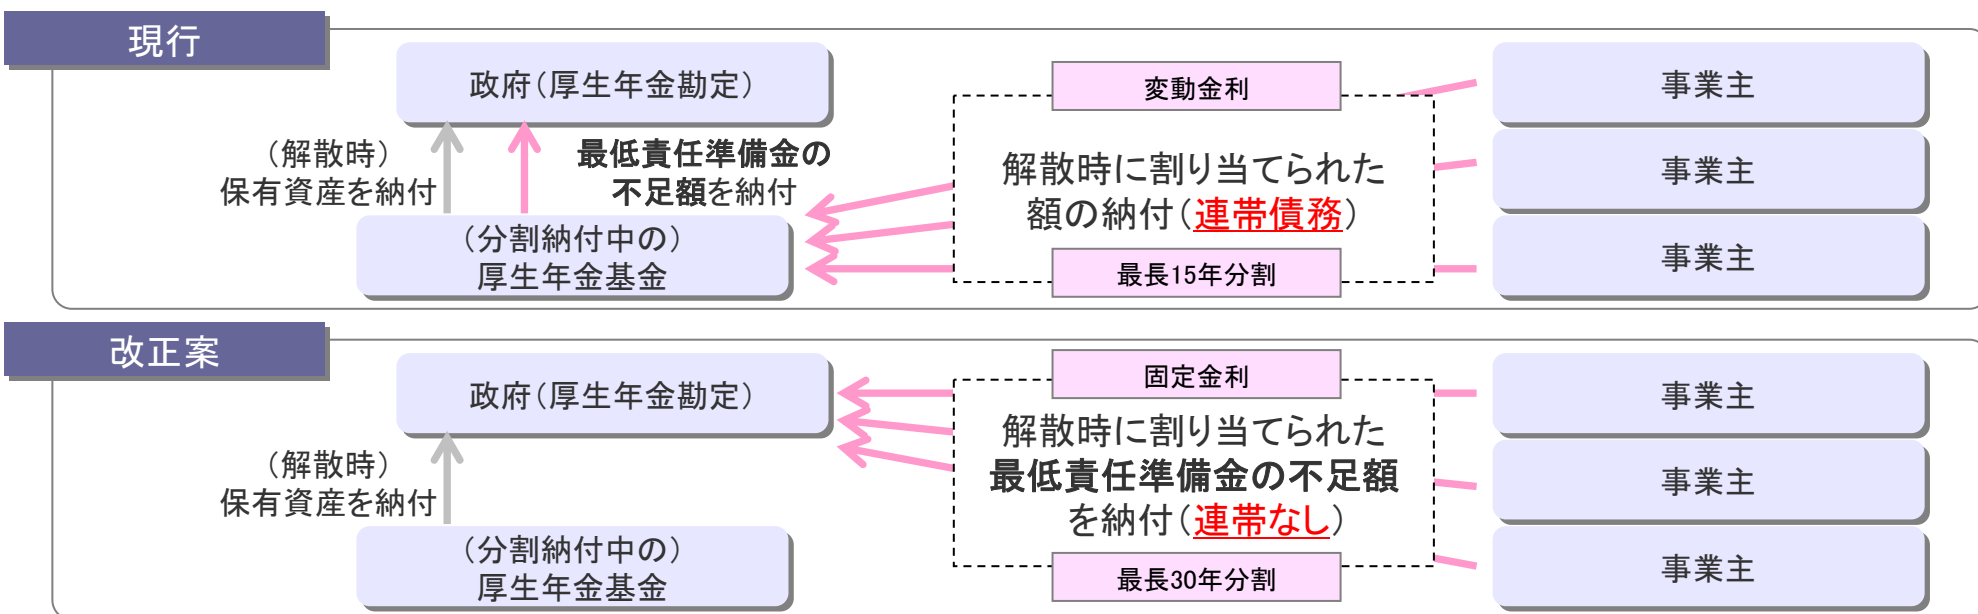 現行
政府（厚生年金勘定）
変動金利
事業主
（解散時）
保有資産を納付
最低責任準備金の
不足額を納付
解散時に割り当てられた
額の納付（連帯債務）
事業主
（分割納付中の）
厚生年金基金
最長15年分割
事業主
改正案
政府（厚生年金勘定）
固定金利
事業主
（解散時）
保有資産を納付
解散時に割り当てられた
最低責任準備金の不足額
を納付（連帯なし）
事業主
（分割納付中の）
厚生年金基金
最長30年分割
事業主